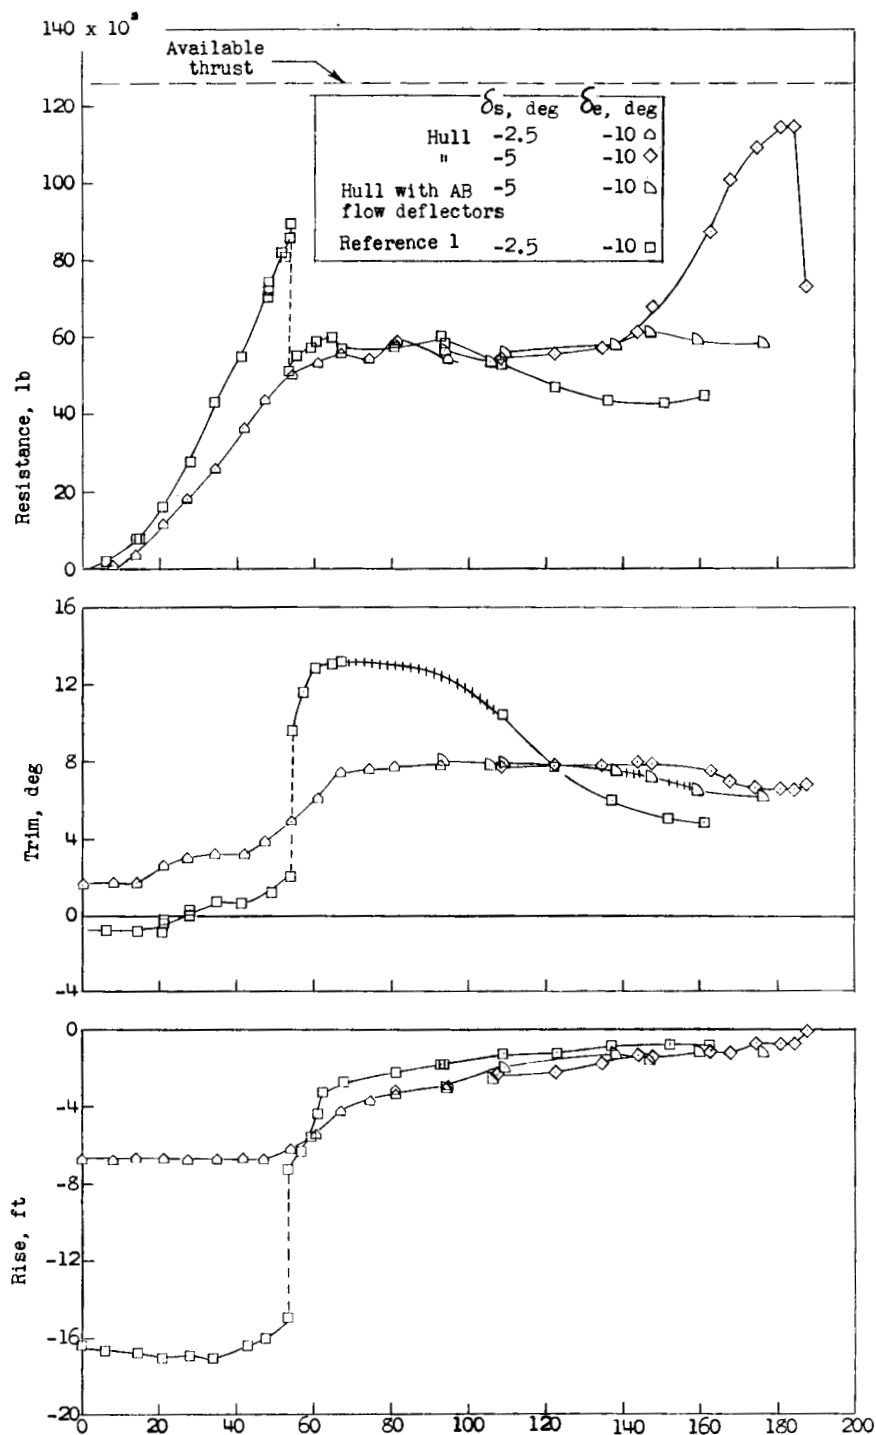 140 x 10³
Available
thrust
120
100
80
60
40
20
0
Resistance, lb
δs, deg δe, deg
Hull -2.5 -10
" -5 -10
Hull with AB -5 -10
flow deflectors
Reference 1 -2.5 -10
16
12
8
4
0
-4
Trim, deg
0
-4
-8
-12
-16
-20
Rise, ft
0 20 40 60 80 100 120 140 160 180 200